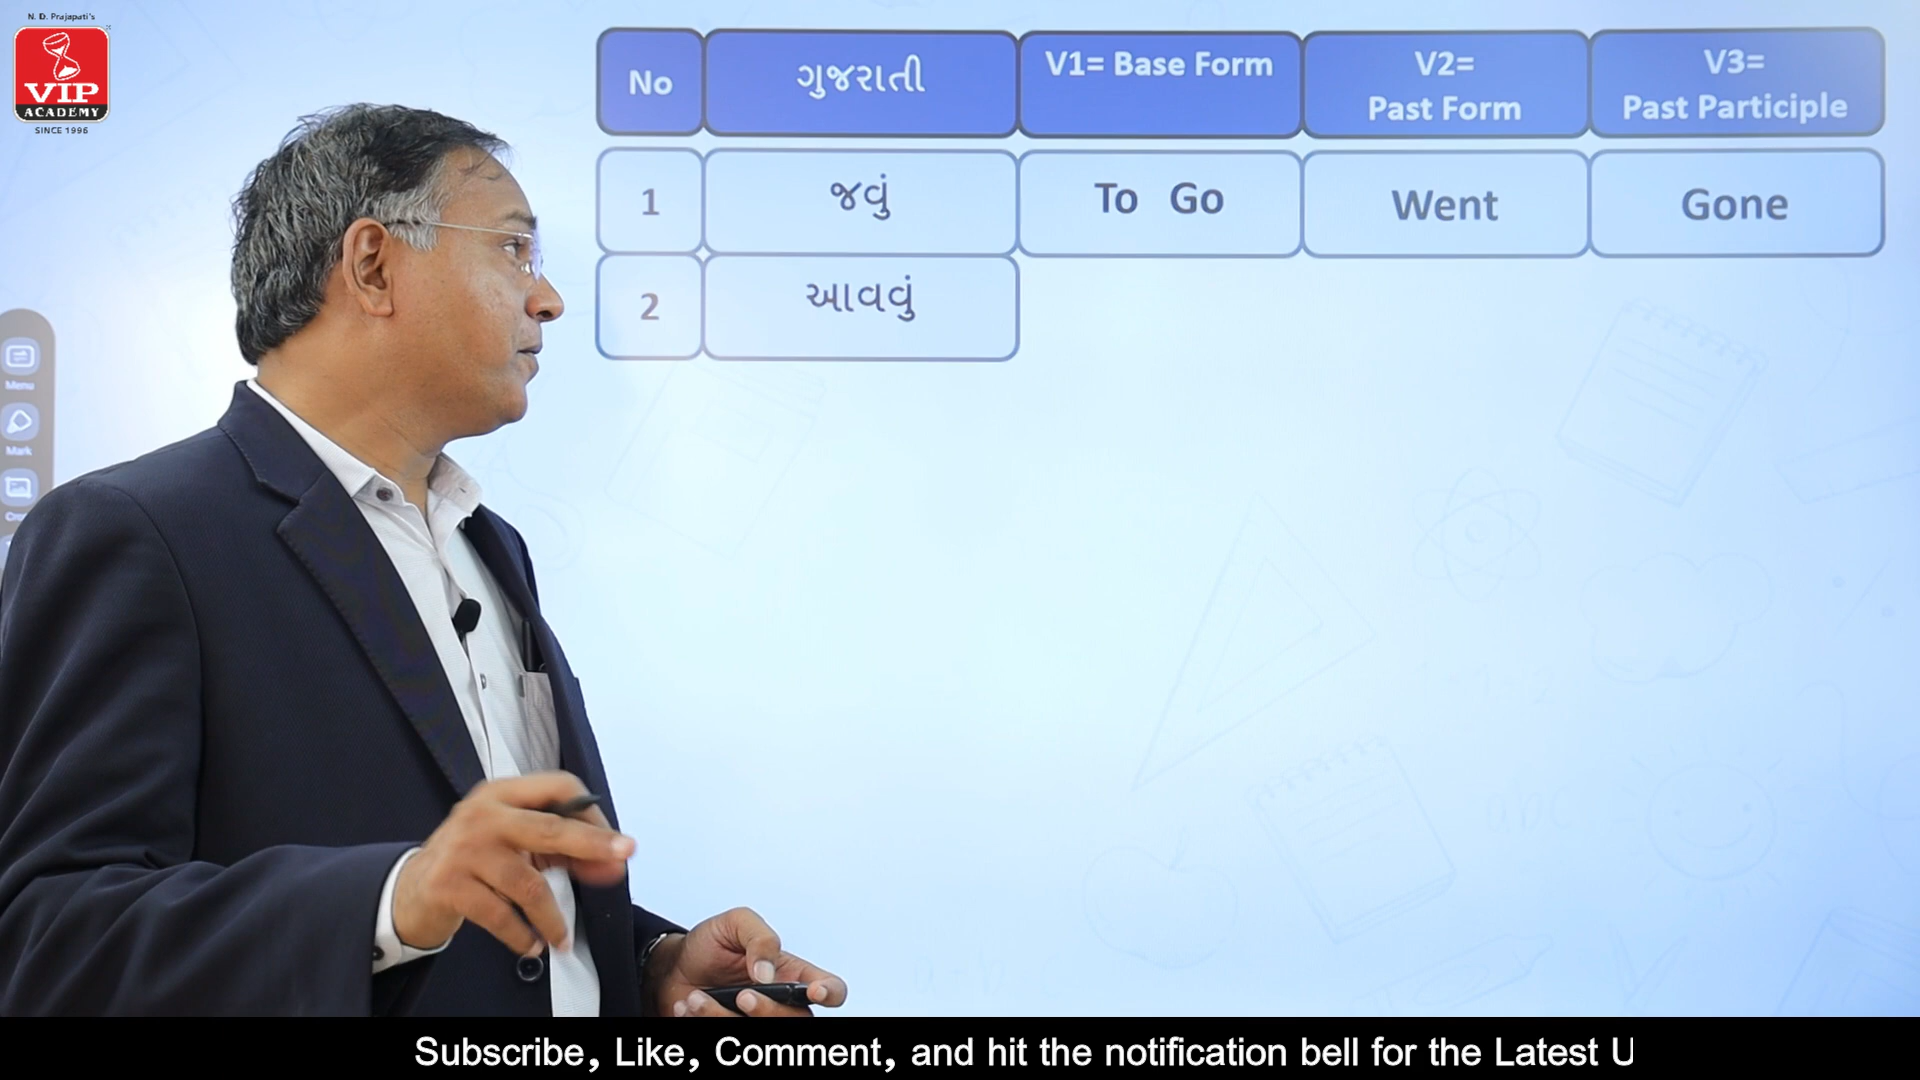 N. D. Prajapati's
VIP
ACADEMY
SINCE 1996
No
ગુજરાતી
V1= Base Form
V2=
Past Form
V3=
Past Participle
1
જવું
To Go
Went
Gone
2
આવવું
Menu
Mark
abc
Subscribe, Like, Comment, and hit the notification bell for the Latest U